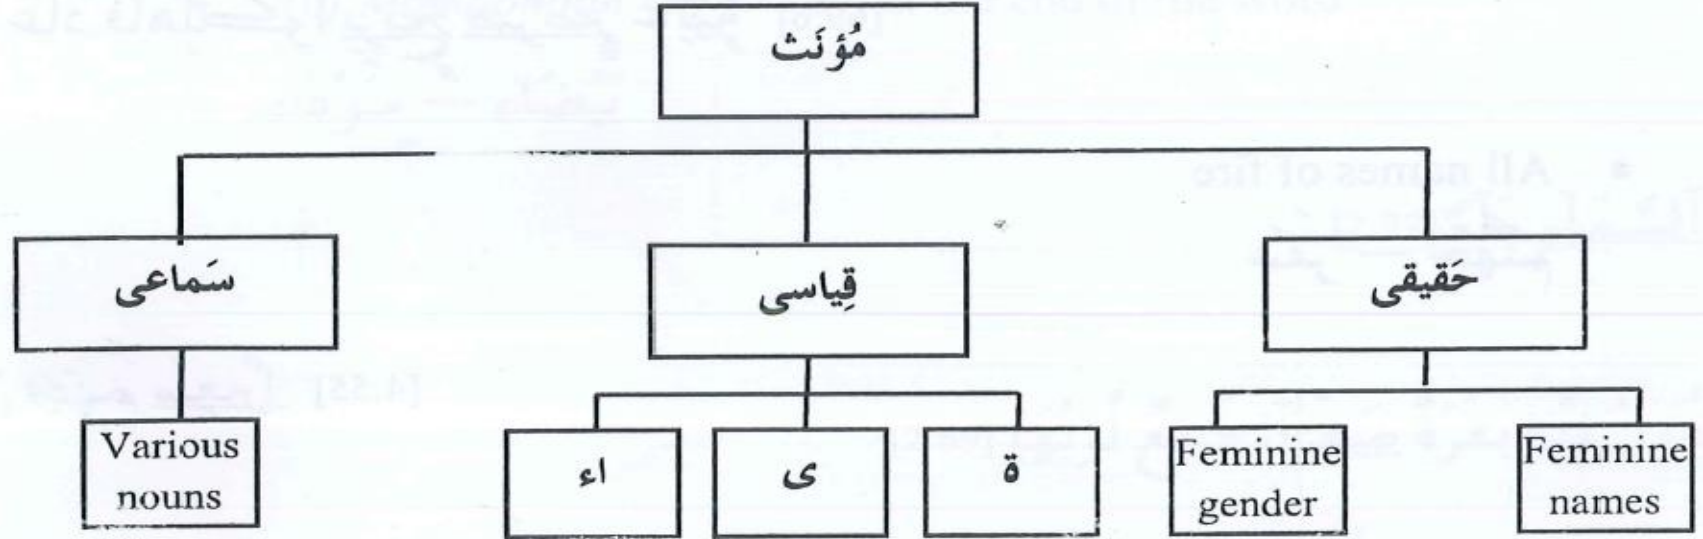 مُؤنَث
حَقيقى
قِياسى
سَماعى
Feminine
names
Feminine
gender
ة
ى
اء
Various
nouns